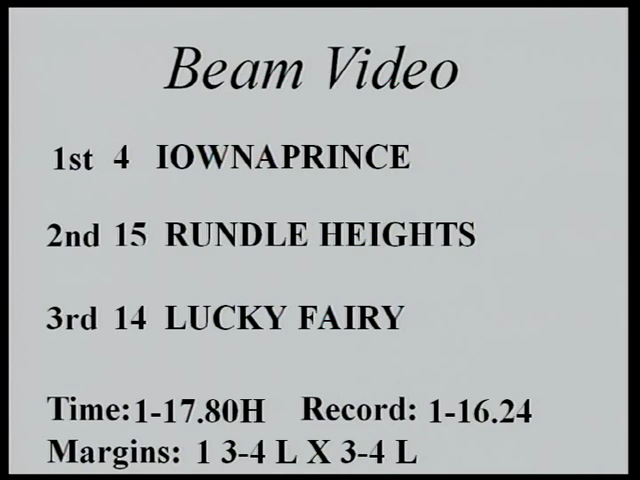 Beam Video
1st 4 IOWNAPRINCE
2nd 15 RUNDLE HEIGHTS
3rd 14 LUCKY FAIRY
Time: 1-17.80H Record: 1-16.24
Margins: 1 3-4 L X 3-4 L